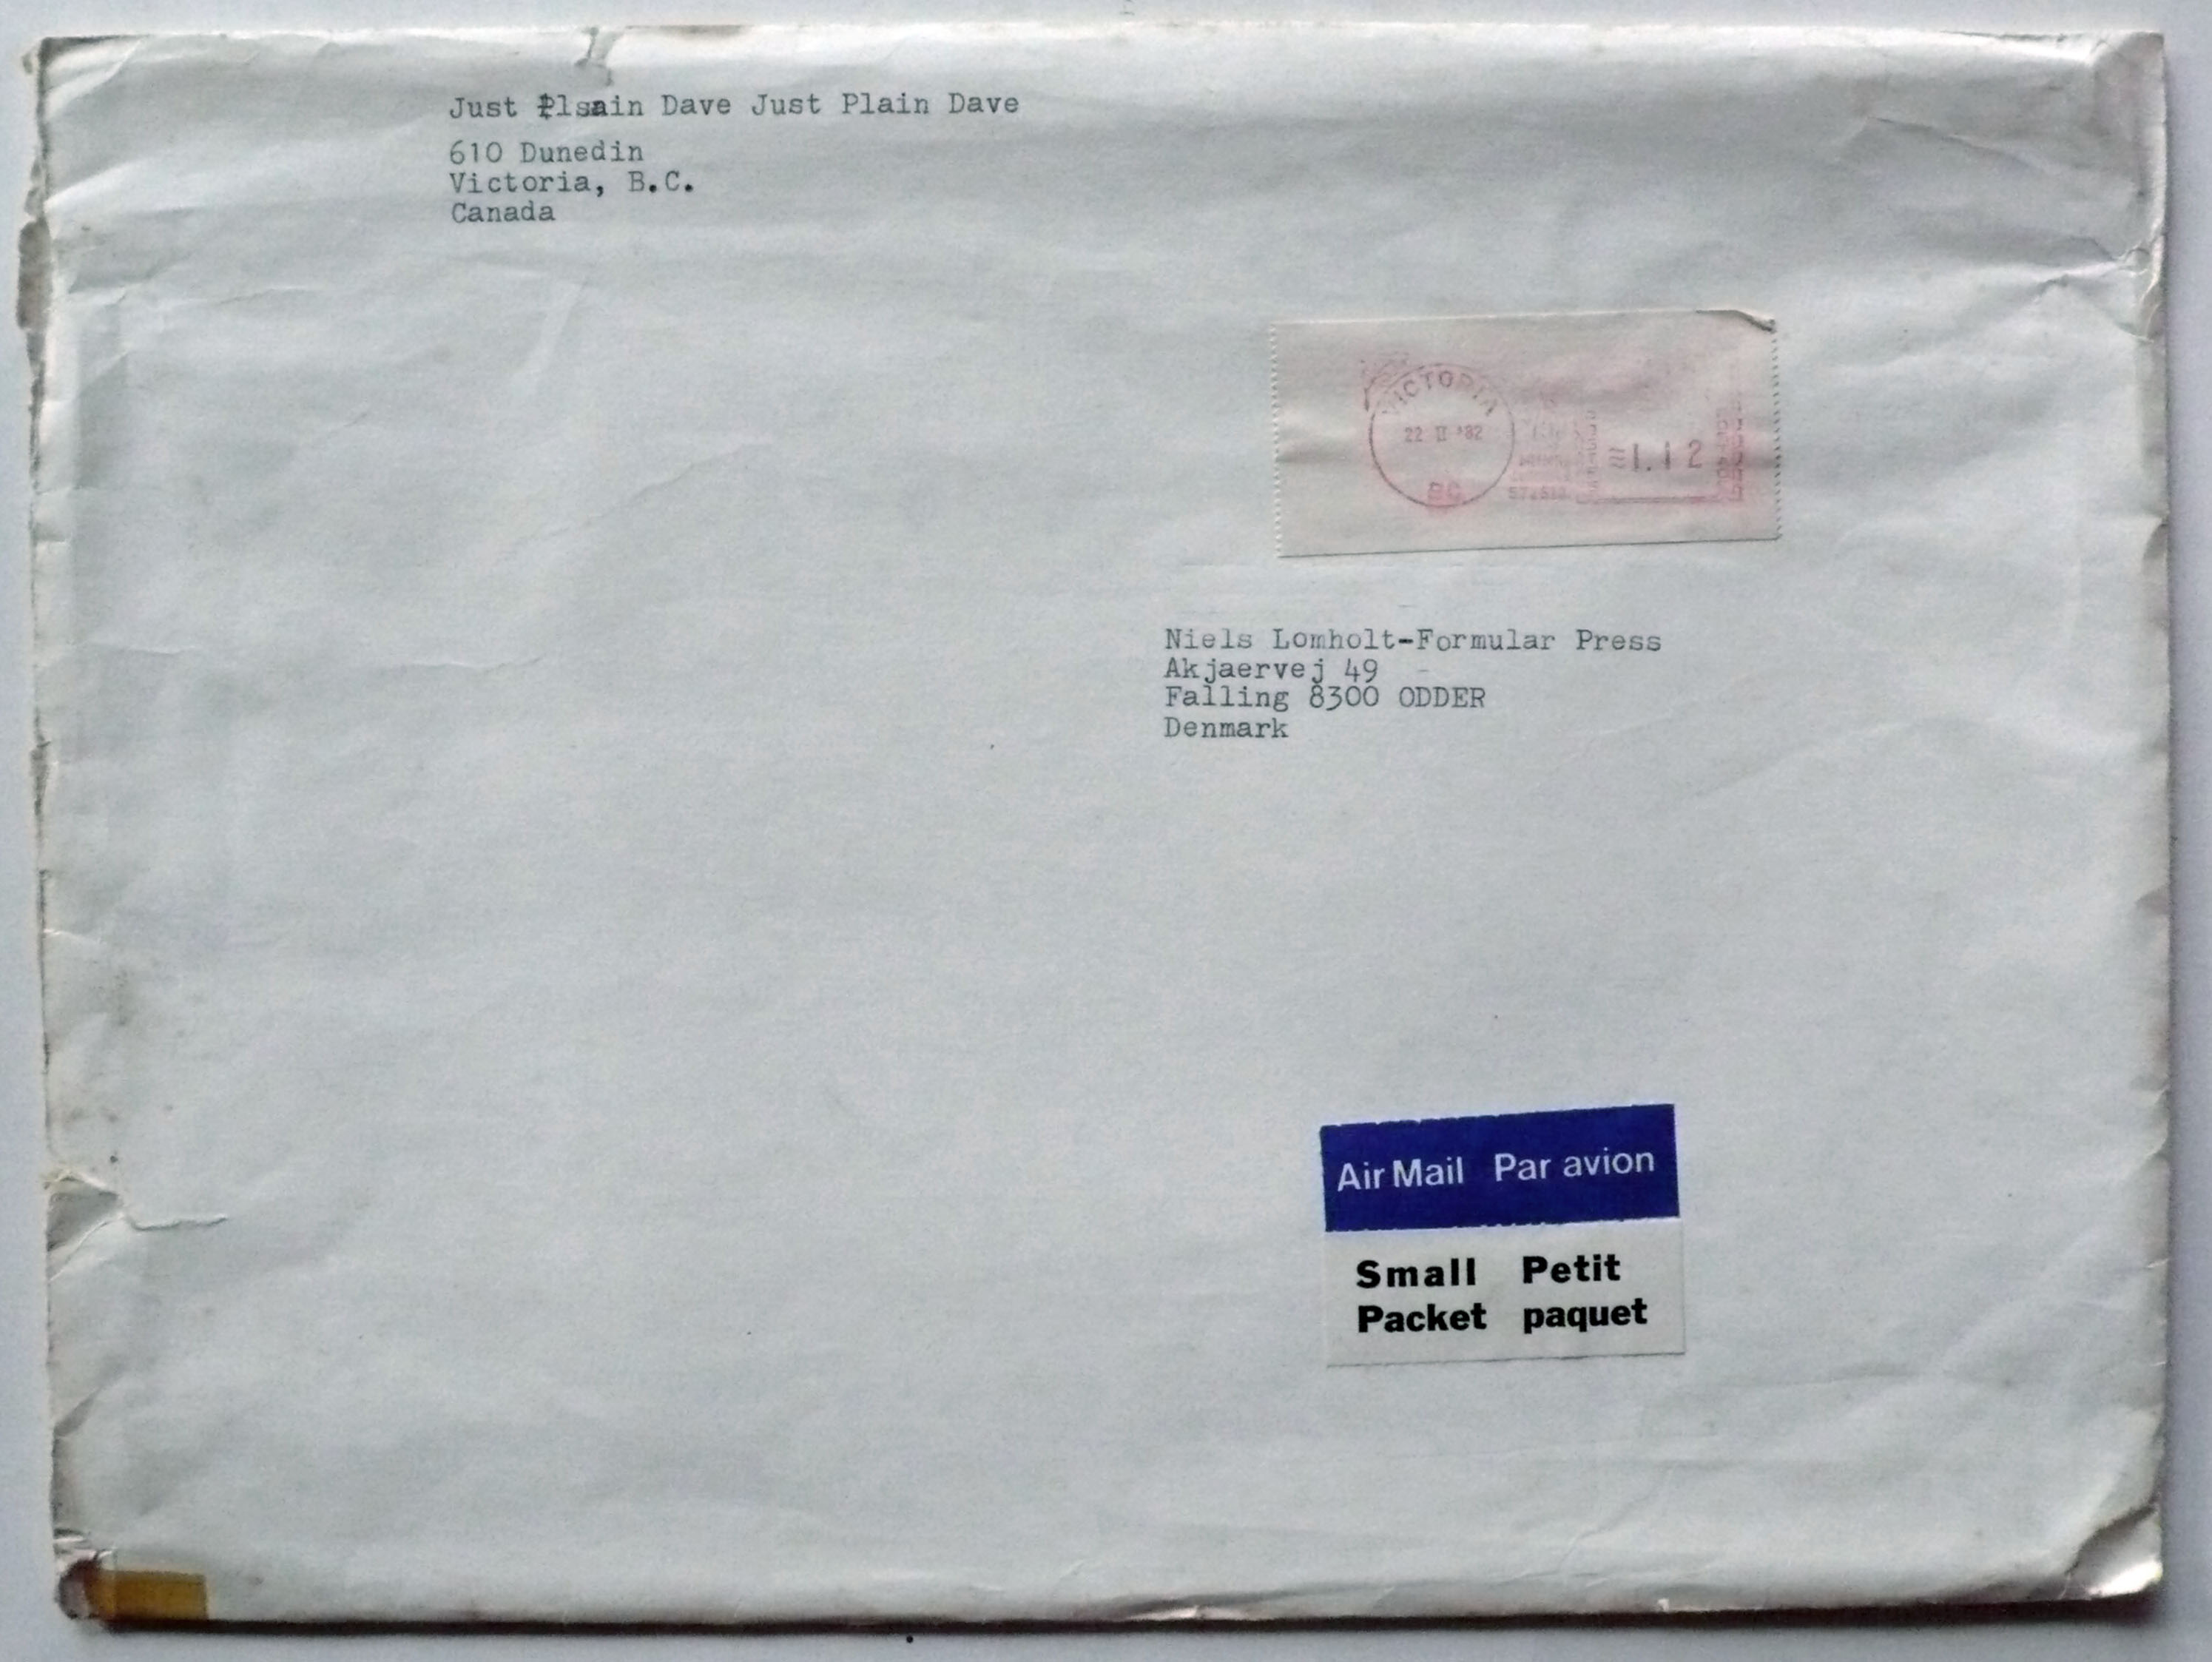 Just Plsain Dave Just Plain Dave
610 Dunedin
Victoria, B.C.
Canada
VICTORIA
22 II '82
1.12
BC
Niels Lomholt-Formular Press
Akjaervej 49
Falling 8300 ODDER
Denmark
Air Mail Par avion
Small Petit
Packet paquet